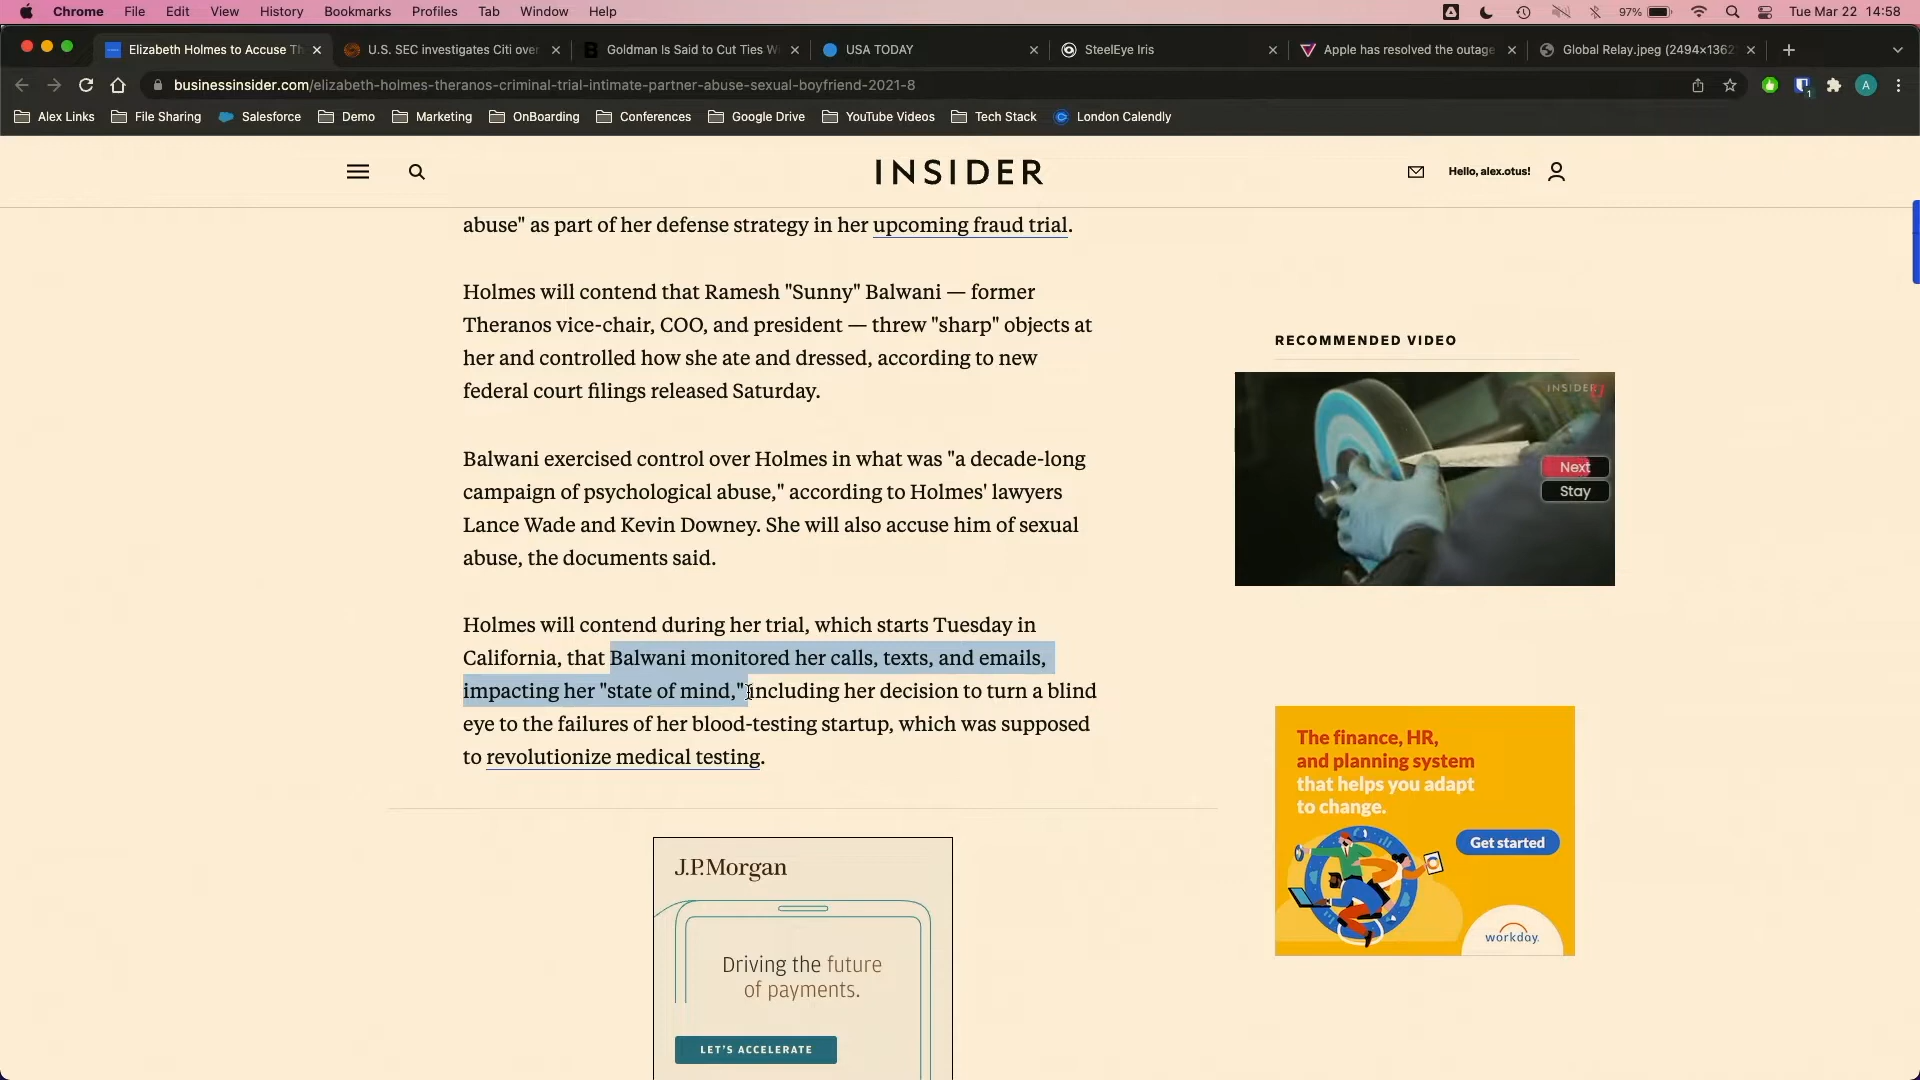 Chrome File Edit View History Bookmarks Profiles Tab Window Help 97% Tue Mar 22 14:58
Elizabeth Holmes to Accuse Th U.S. SEC investigates Citi over Goldman Is Said to Cut Ties W USA TODAY SteelEye Iris Apple has resolved the outage Global Relay.jpeg (2494×1362
businessinsider.com/elizabeth-holmes-theranos-criminal-trial-intimate-partner-abuse-sexual-boyfriend-2021-8 1 A
Alex Links File Sharing Salesforce Demo Marketing OnBoarding Conferences Google Drive YouTube Videos Tech Stack London Calendly
INSIDER
Hello, alex.otus!
abuse" as part of her defense strategy in her upcoming fraud trial.
Holmes will contend that Ramesh "Sunny" Balwani — former
Theranos vice-chair, COO, and president — threw "sharp" objects at
her and controlled how she ate and dressed, according to new
federal court filings released Saturday.
Balwani exercised control over Holmes in what was "a decade-long
campaign of psychological abuse," according to Holmes' lawyers
Lance Wade and Kevin Downey. She will also accuse him of sexual
abuse, the documents said.
Holmes will contend during her trial, which starts Tuesday in
California, that Balwani monitored her calls, texts, and emails,
impacting her "state of mind," including her decision to turn a blind
eye to the failures of her blood-testing startup, which was supposed
to revolutionize medical testing.
RECOMMENDED VIDEO
INSIDER
Next
Stay
The finance, HR,
and planning system
that helps you adapt
to change.
Get started
workday.
J.P.Morgan
Driving the future
of payments.
LET'S ACCELERATE